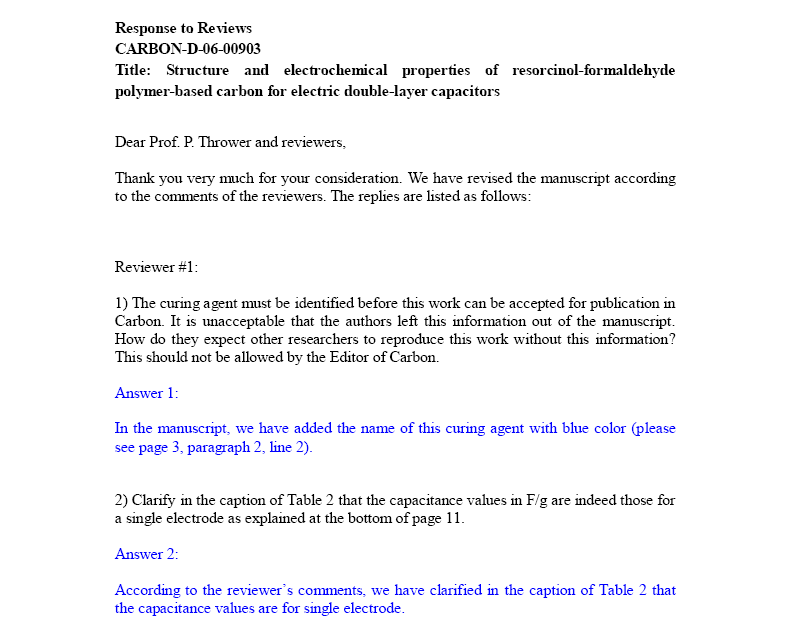 Response to Reviews
CARBON-D-06-00903
Title: Structure and electrochemical properties of resorcinol-formaldehyde
polymer-based carbon for electric double-layer capacitors
Dear Prof. P. Thrower and reviewers,
Thank you very much for your consideration. We have revised the manuscript according
to the comments of the reviewers. The replies are listed as follows:
Reviewer #1:
1) The curing agent must be identified before this work can be accepted for publication in
Carbon. It is unacceptable that the authors left this information out of the manuscript.
How do they expect other researchers to reproduce this work without this information?
This should not be allowed by the Editor of Carbon.
Answer 1:
In the manuscript, we have added the name of this curing agent with blue color (please
see page 3, paragraph 2, line 2).
2) Clarify in the caption of Table 2 that the capacitance values in F/g are indeed those for
a single electrode as explained at the bottom of page 11.
Answer 2:
According to the reviewer’s comments, we have clarified in the caption of Table 2 that
the capacitance values are for single electrode.